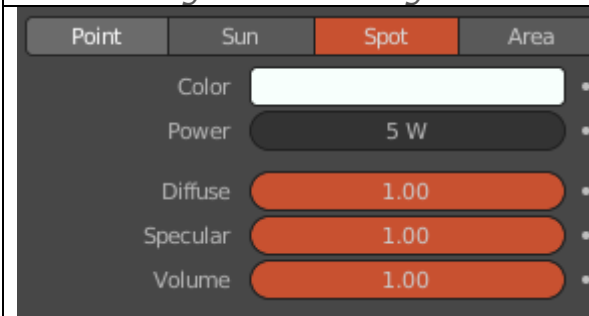 Point Sun Spot Area
Color
Power 5 W
Diffuse 1.00
Specular 1.00
Volume 1.00